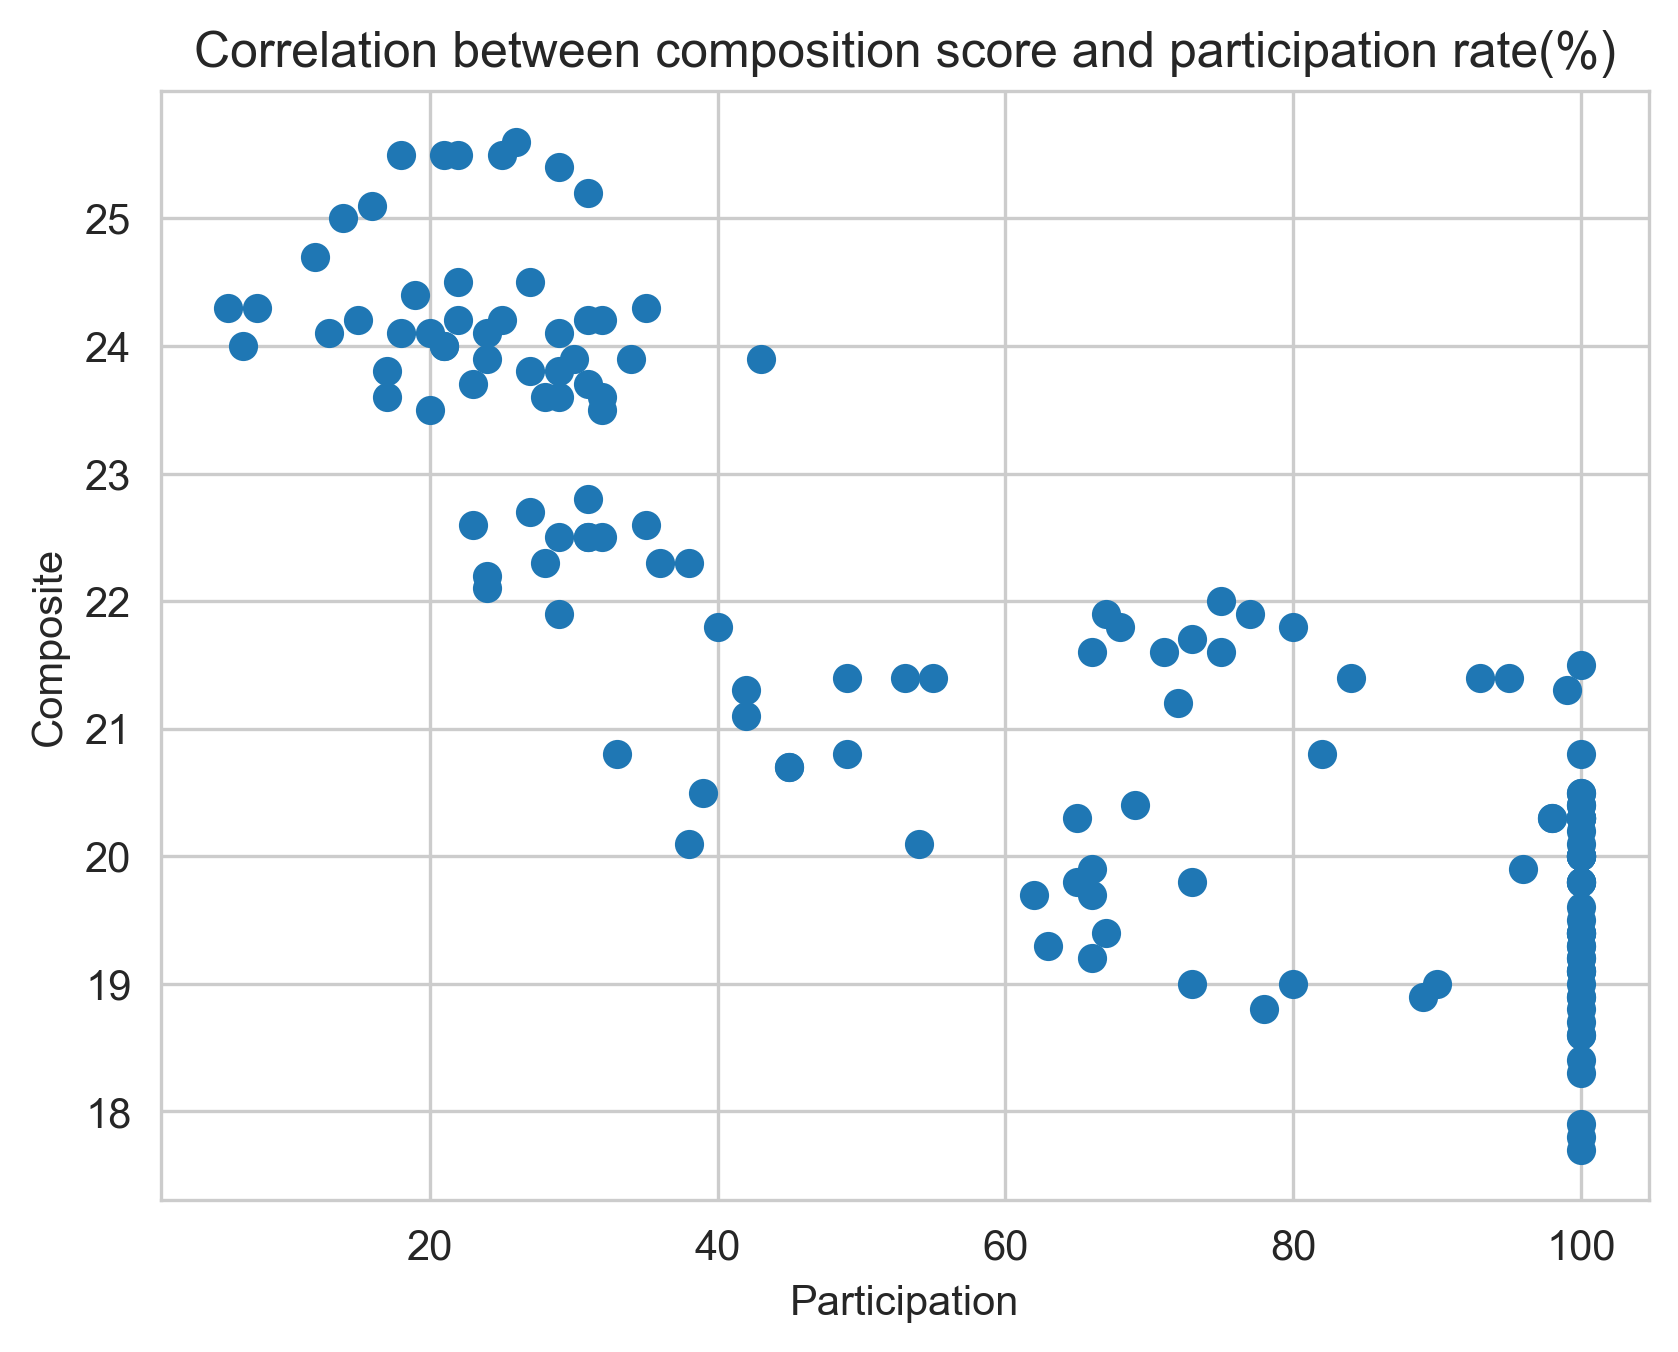 Correlation between composition score and participation rate(%)
25
24
23
22
21
20
19
18
Composite
20 40 60 80 100
Participation